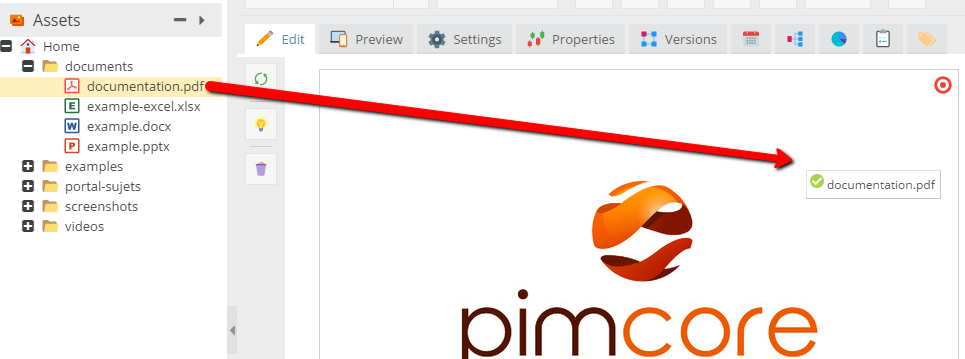 Assets
Home
documents
documentation.pdf
example-excel.xlsx
example.docx
example.pptx
examples
portal-sujets
screenshots
videos
Edit
Preview
Settings
Properties
Versions
documentation.pdf
pimcore